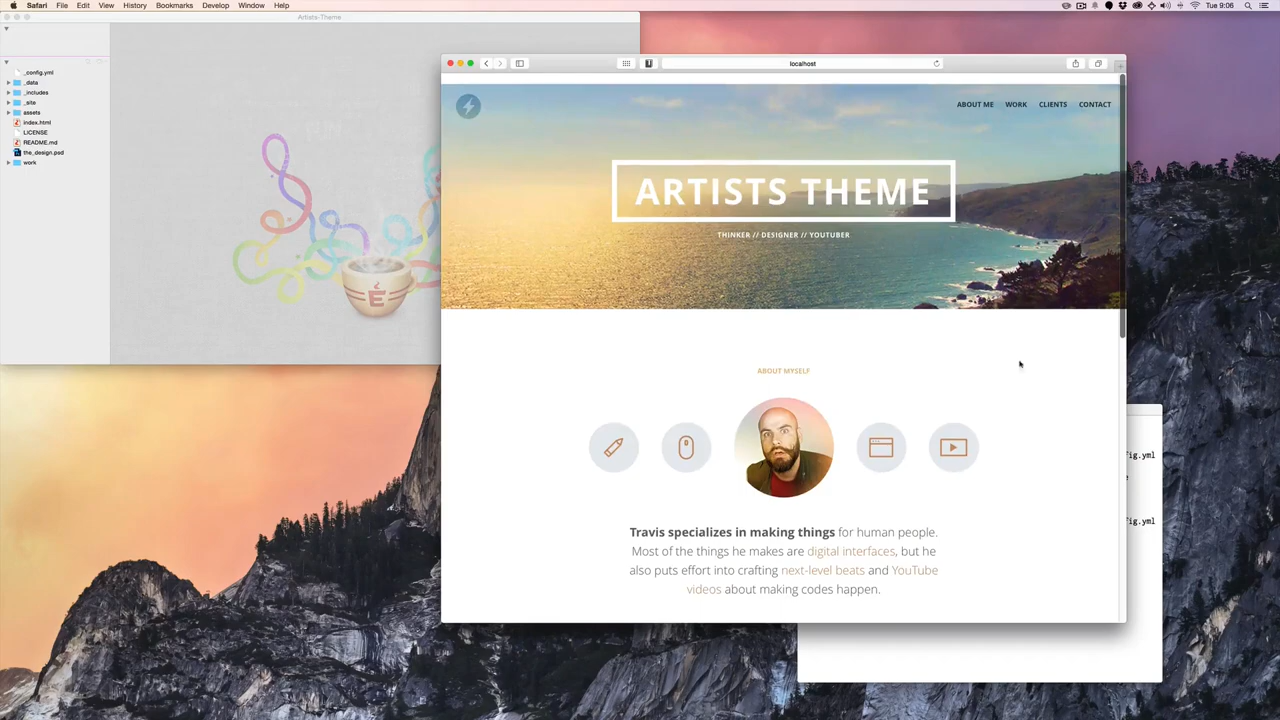 Safari File Edit View History Bookmarks Develop Window Help
Tue 9:06
Artists-Theme
_config.yml
_data
_includes
_site
assets
index.html
LICENSE
README.md
the_design.psd
work
E
localhost
ABOUT ME WORK CLIENTS CONTACT
ARTISTS THEME
THINKER // DESIGNER // YOUTUBER
ABOUT MYSELF
Travis specializes in making things for human people.
Most of the things he makes are digital interfaces, but he
also puts effort into crafting next-level beats and YouTube
videos about making codes happen.
fig.yml
fig.yml